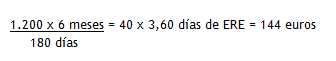 1.200 x 6 meses = 40 x 3,60 días de ERE = 144 euros
180 días